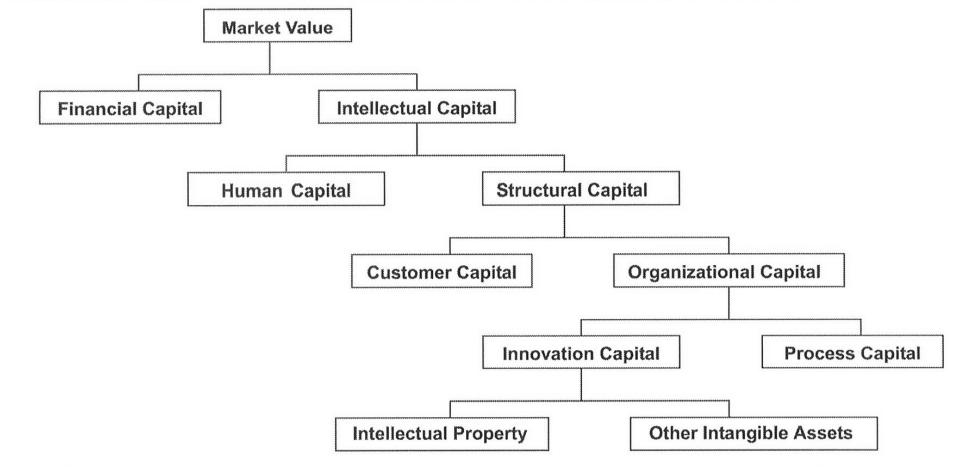 Market Value
Financial Capital
Intellectual Capital
Human Capital
Structural Capital
Customer Capital
Organizational Capital
Innovation Capital
Process Capital
Intellectual Property
Other Intangible Assets